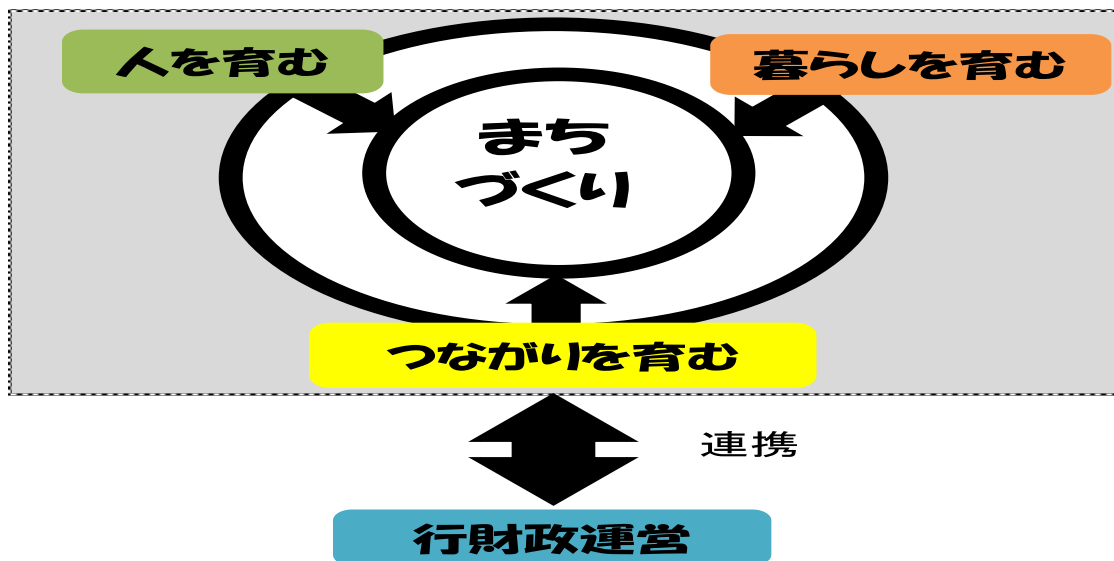 人を育む
暮らしを育む
まち
づくり
つながりを育む
連携
行財政運営